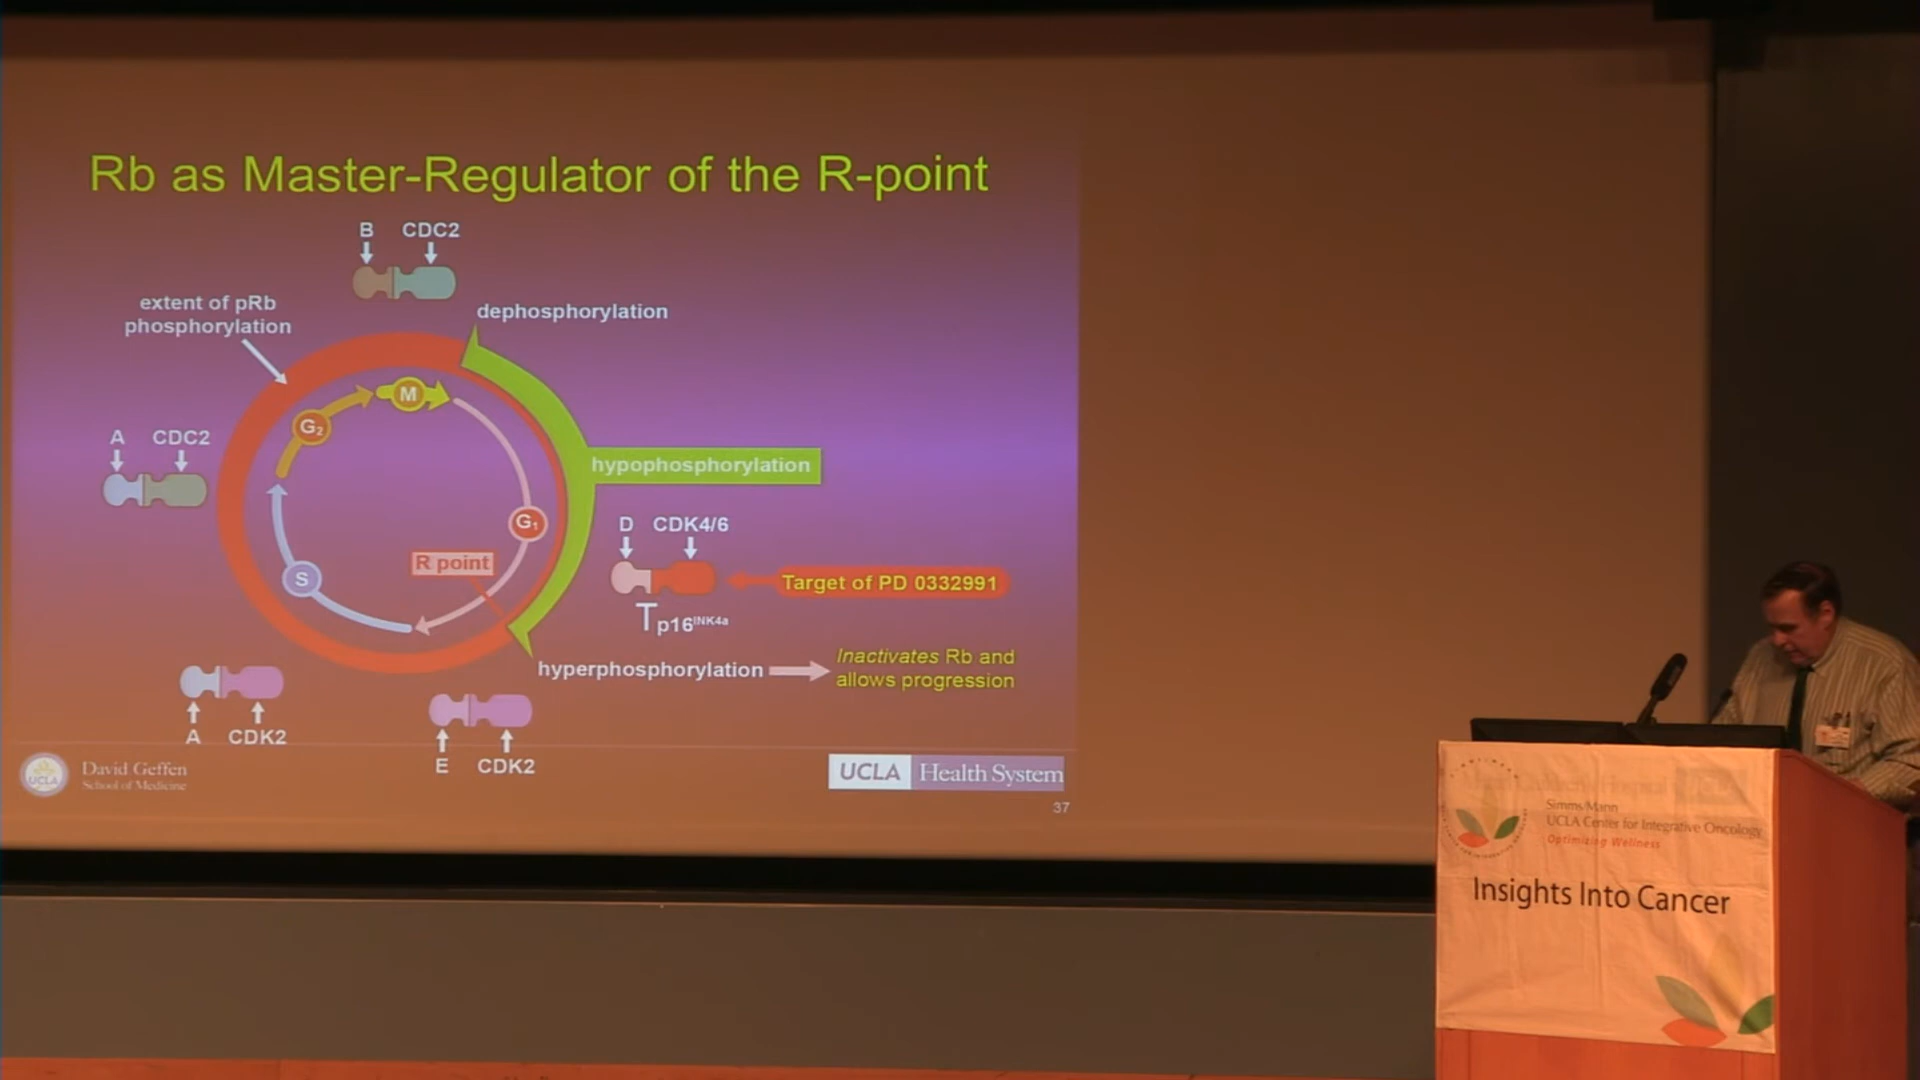 Rb as Master-Regulator of the R-point
B CDC2
extent of pRb
phosphorylation
dephosphorylation
M
G₂
A CDC2
hypophosphorylation
G₁
D CDK4/6
R point
S
Target of PD 0332991
p16INK4a
hyperphosphorylation
Inactivates Rb and
allows progression
A CDK2
E CDK2
UCLA
David Geffen
School of Medicine
UCLA Health System
37
Simms/Mann
UCLA Center for Integrative Oncology
Optimizing Wellness
Insights Into Cancer